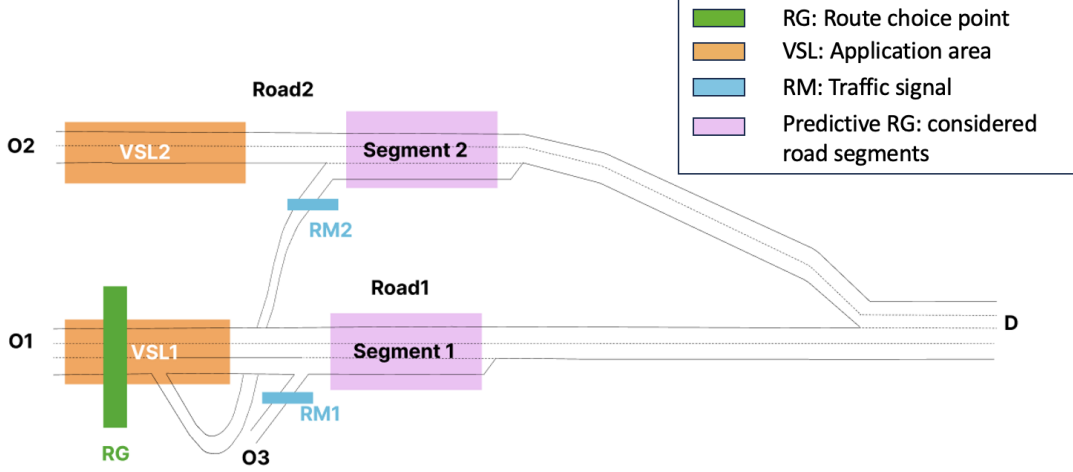 RG: Route choice point
VSL: Application area
RM: Traffic signal
Predictive RG: considered
road segments
Road2
O2
VSL2
Segment 2
RM2
Road1
O1
VSL1
Segment 1
D
RM1
RG
O3